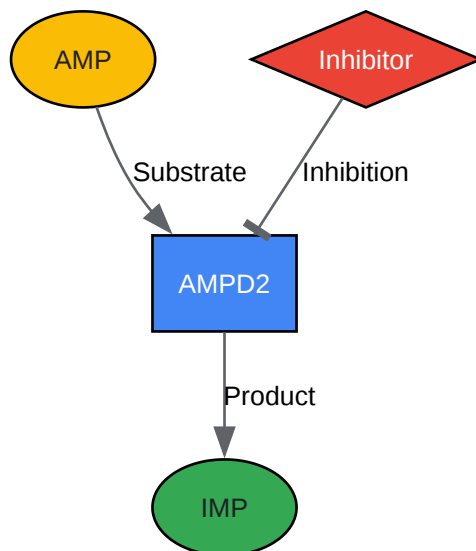 AMP
Inhibitor
Substrate
Inhibition
AMPD2
Product
IMP